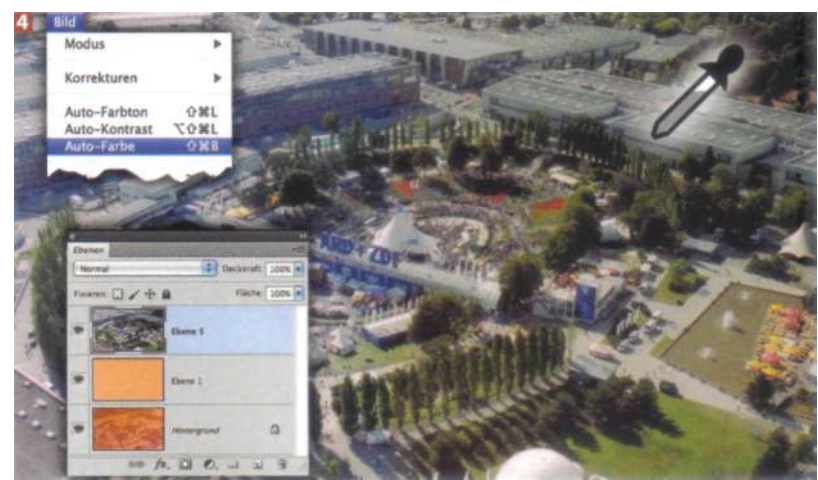 4
Bild
Modus
Korrekturen
Auto-Farbton ⇧⌘L
Auto-Kontrast ⌥⇧⌘L
Auto-Farbe ⇧⌘B
ARD + ZDF
Ebenen
Normal Deckkraft: 100%
Fixieren: Fläche: 100%
Ebene 5
Ebene 1
Hintergrund
fx.